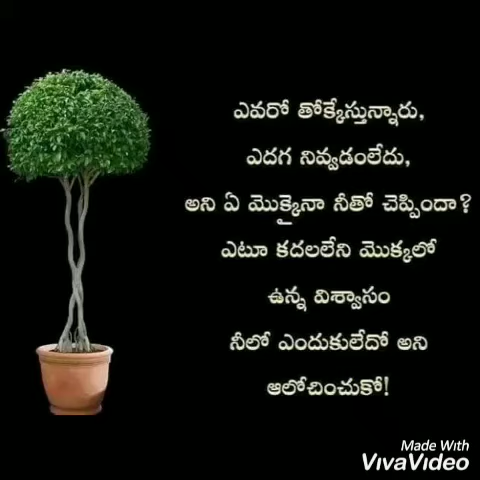 ఎవరో తొక్కేస్తున్నారు,
ఎదగ నివ్వడంలేదు,
అని ఏ మొక్కైనా నీతో చెప్పిందా?
ఎటూ కదలలేని మొక్కలో
ఉన్న విశ్వాసం
నీలో ఎందుకులేదో అని
ఆలోచించుకో!
Made With
VivaVideo